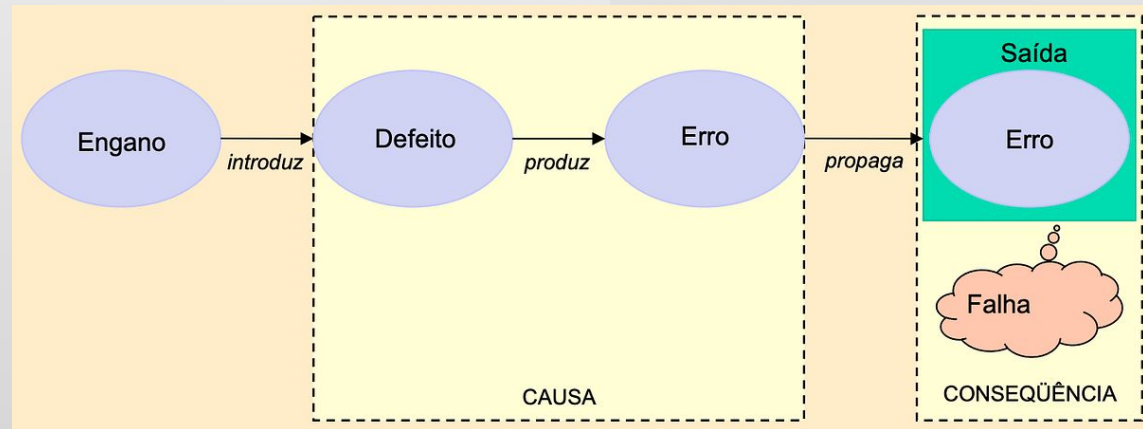 Engano
introduz
Defeito
produz
Erro
propaga
Saída
Erro
Falha
CAUSA
CONSEQÜÊNCIA